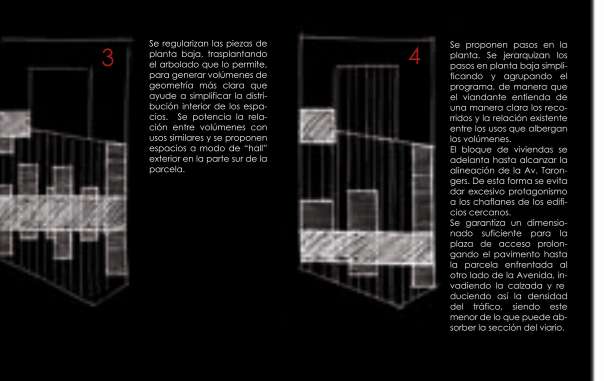 3
Se regularizan las piezas de
planta baja, trasplantando
el arbolado que lo permite,
para generar volúmenes de
geometría más clara que
ayude a simplificar la distri-
bución interior de los espa-
cios. Se potencia la rela-
ción entre volúmenes con
usos similares y se proponen
espacios a modo de "hall"
exterior en la parte sur de la
parcela.
4
Se proponen pasos en la
planta. Se jerarquizan los
pasos en planta baja simpli-
ficando y agrupando el
programa, de manera que
el viandante entienda de
una manera clara los reco-
rridos y la relación existente
entre los usos que albergan
los volúmenes.
El bloque de viviendas se
adelanta hasta alcanzar la
alineación de la Av. Taron-
gers. De esta forma se evita
dar excesivo protagonismo
a los chaflanes de los edifi-
cios cercanos.
Se garantiza un dimensio-
nado suficiente para la
plaza de acceso prolon-
gando el pavimento hasta
la parcela enfrentada al
otro lado de la Avenida, in-
vadiendo la calzada y re
duciendo así la densidad
del tráfico, siendo este
menor de lo que puede ab-
sorber la sección del viario.